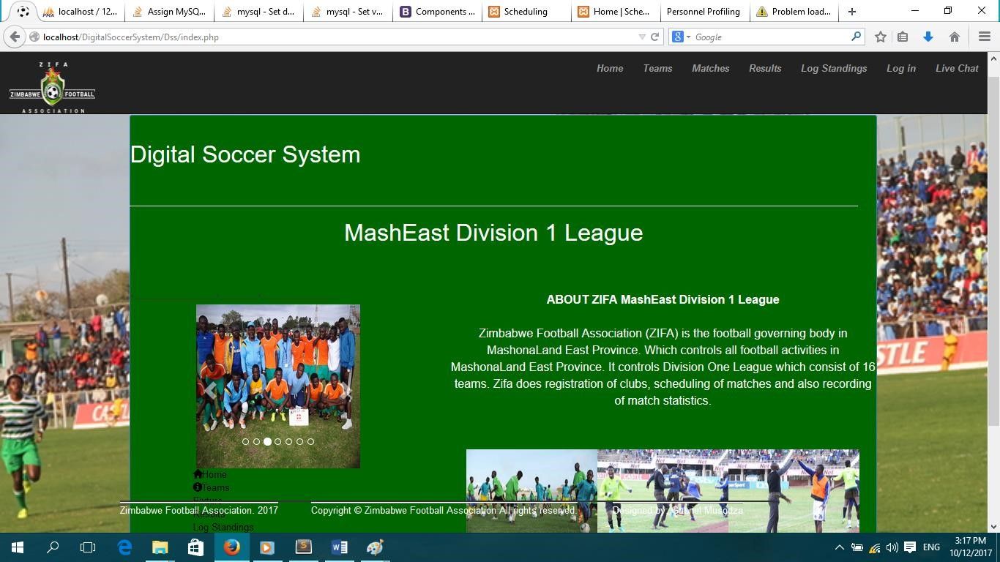 localhost / 12...
Assign MySQ...
mysql - Set d...
mysql - Set v...
Components ...
Scheduling
Home | Sche...
Personnel Profiling
Problem load...
localhost/DigitalSoccerSystem/Dss/index.php
Google
Z I F A
ZIMBABWE FOOTBALL
ASSOCIATION
Home
Teams
Matches
Results
Log Standings
Log in
Live Chat
Digital Soccer System
MashEast Division 1 League
ABOUT ZIFA MashEast Division 1 League
Zimbabwe Football Association (ZIFA) is the football governing body in
MashonaLand East Province. Which controls all football activities in
MashonaLand East Province. It controls Division One League which consist of 16
teams. Zifa does registration of clubs, scheduling of matches and also recording
of match statistics.
Home
Teams
Fixture
Results
Log Standings
Zimbabwe Football Association. 2017
Copyright © Zimbabwe Football Association All rights reserved.
Designed by: Gabriel Musodza
CASTLE
STLE
ENG
3:17 PM
10/12/2017